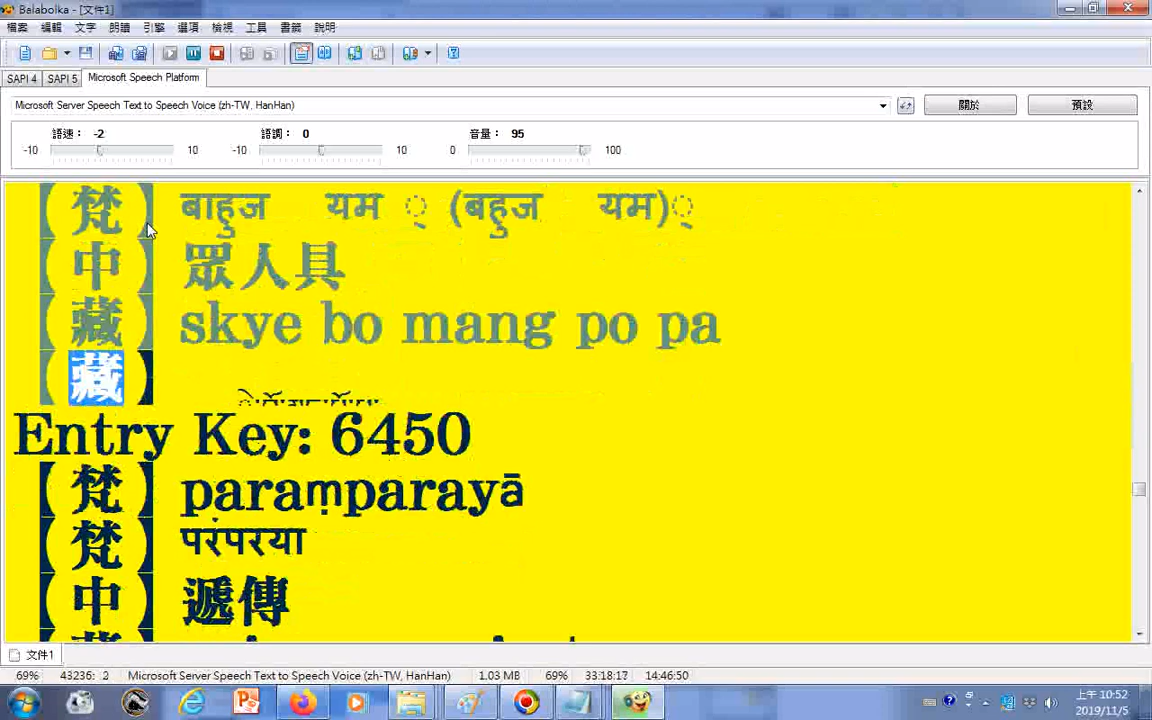 Balabolka - [文件1]
檔案 編輯 文字 朗讀 引擎 選項 檢視 工具 書籤 說明
SAPI 4 SAPI 5 Microsoft Speech Platform
Microsoft Server Speech Text to Speech Voice (zh-TW, HanHan) 關於 預設
語速： -2 語調： 0 音量： 95
-10 10 -10 10 0 100
【梵】 बाहुज यम ् (बहुज यम)्
【中】 眾人具
【藏】 skye bo mang po pa
【藏】
Entry Key: 6450
【梵】 paraṃparayā
【梵】 परंपरया
【中】 遞傳
文件1
69% 43236: 2 Microsoft Server Speech Text to Speech Voice (zh-TW, HanHan) 1.03 MB 69% 33:18:17 14:46:50
上午 10:52
2019/11/5